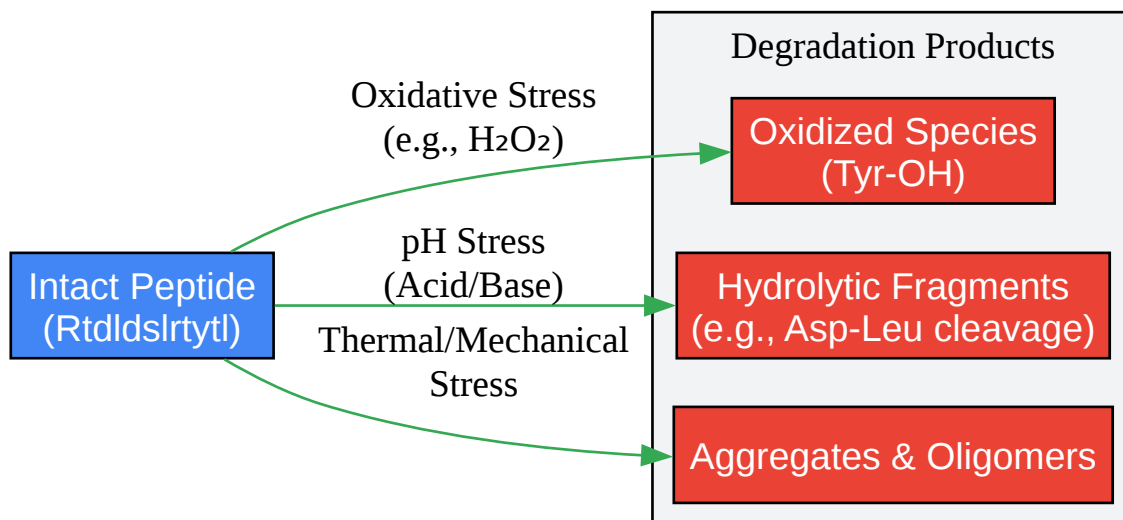 Degradation Products
Oxidative Stress
(e.g., H₂O₂)
Oxidized Species
(Tyr-OH)
Intact Peptide
(Rtdldslrtytl)
pH Stress
(Acid/Base)
Hydrolytic Fragments
(e.g., Asp-Leu cleavage)
Thermal/Mechanical
Stress
Aggregates & Oligomers